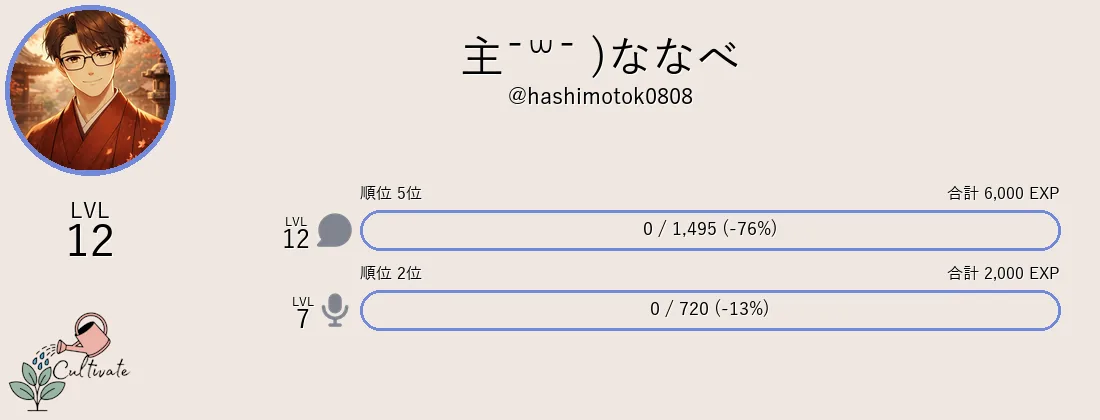 主¯꒳¯ )ななべ
@hashimotok0808
LVL
12
順位 5位
合計 6,000 EXP
LVL
12
0 / 1,495 (-76%)
順位 2位
合計 2,000 EXP
LVL
7
0 / 720 (-13%)
Cultivate